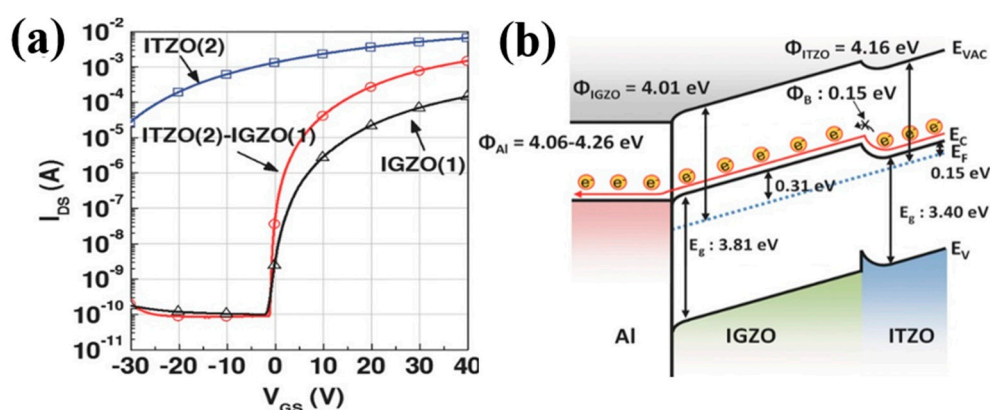 (a)
10⁻²
10⁻³
10⁻⁴
10⁻⁵
10⁻⁶
10⁻⁷
10⁻⁸
10⁻⁹
10⁻¹⁰
10⁻¹¹
I_DS (A)
ITZO(2)
ITZO(2)-IGZO(1)
IGZO(1)
-30 -20 -10 0 10 20 30 40
V_GS (V)
(b)
Φ_ITZO = 4.16 eV
E_VAC
Φ_IGZO = 4.01 eV
Φ_B : 0.15 eV
Φ_Al = 4.06-4.26 eV
e⁻ e⁻ e⁻ e⁻ e⁻ e⁻ e⁻ e⁻ e⁻ e⁻ e⁻
E_C
E_F
0.15 eV
0.31 eV
E_g : 3.81 eV
E_g : 3.40 eV
E_V
Al
IGZO
ITZO